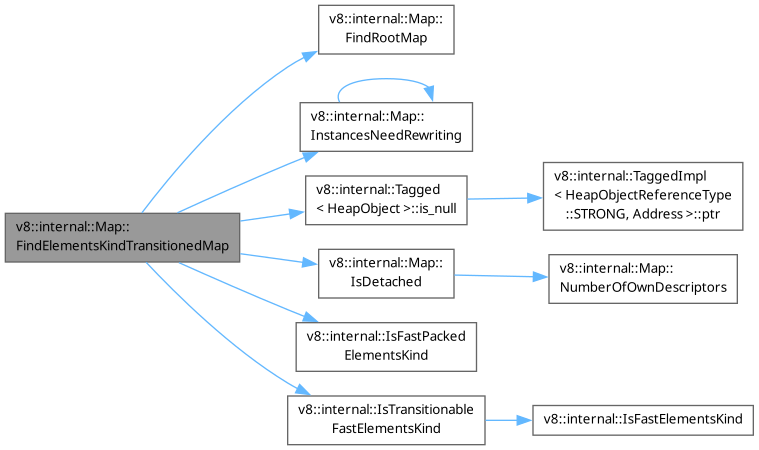 v8::internal::Map::
FindRootMap
v8::internal::Map::
InstancesNeedRewriting
v8::internal::Tagged
< HeapObject >::is_null
v8::internal::TaggedImpl
< HeapObjectReferenceType
::STRONG, Address >::ptr
v8::internal::Map::
FindElementsKindTransitionedMap
v8::internal::Map::
IsDetached
v8::internal::Map::
NumberOfOwnDescriptors
v8::internal::IsFastPacked
ElementsKind
v8::internal::IsTransitionable
FastElementsKind
v8::internal::IsFastElementsKind